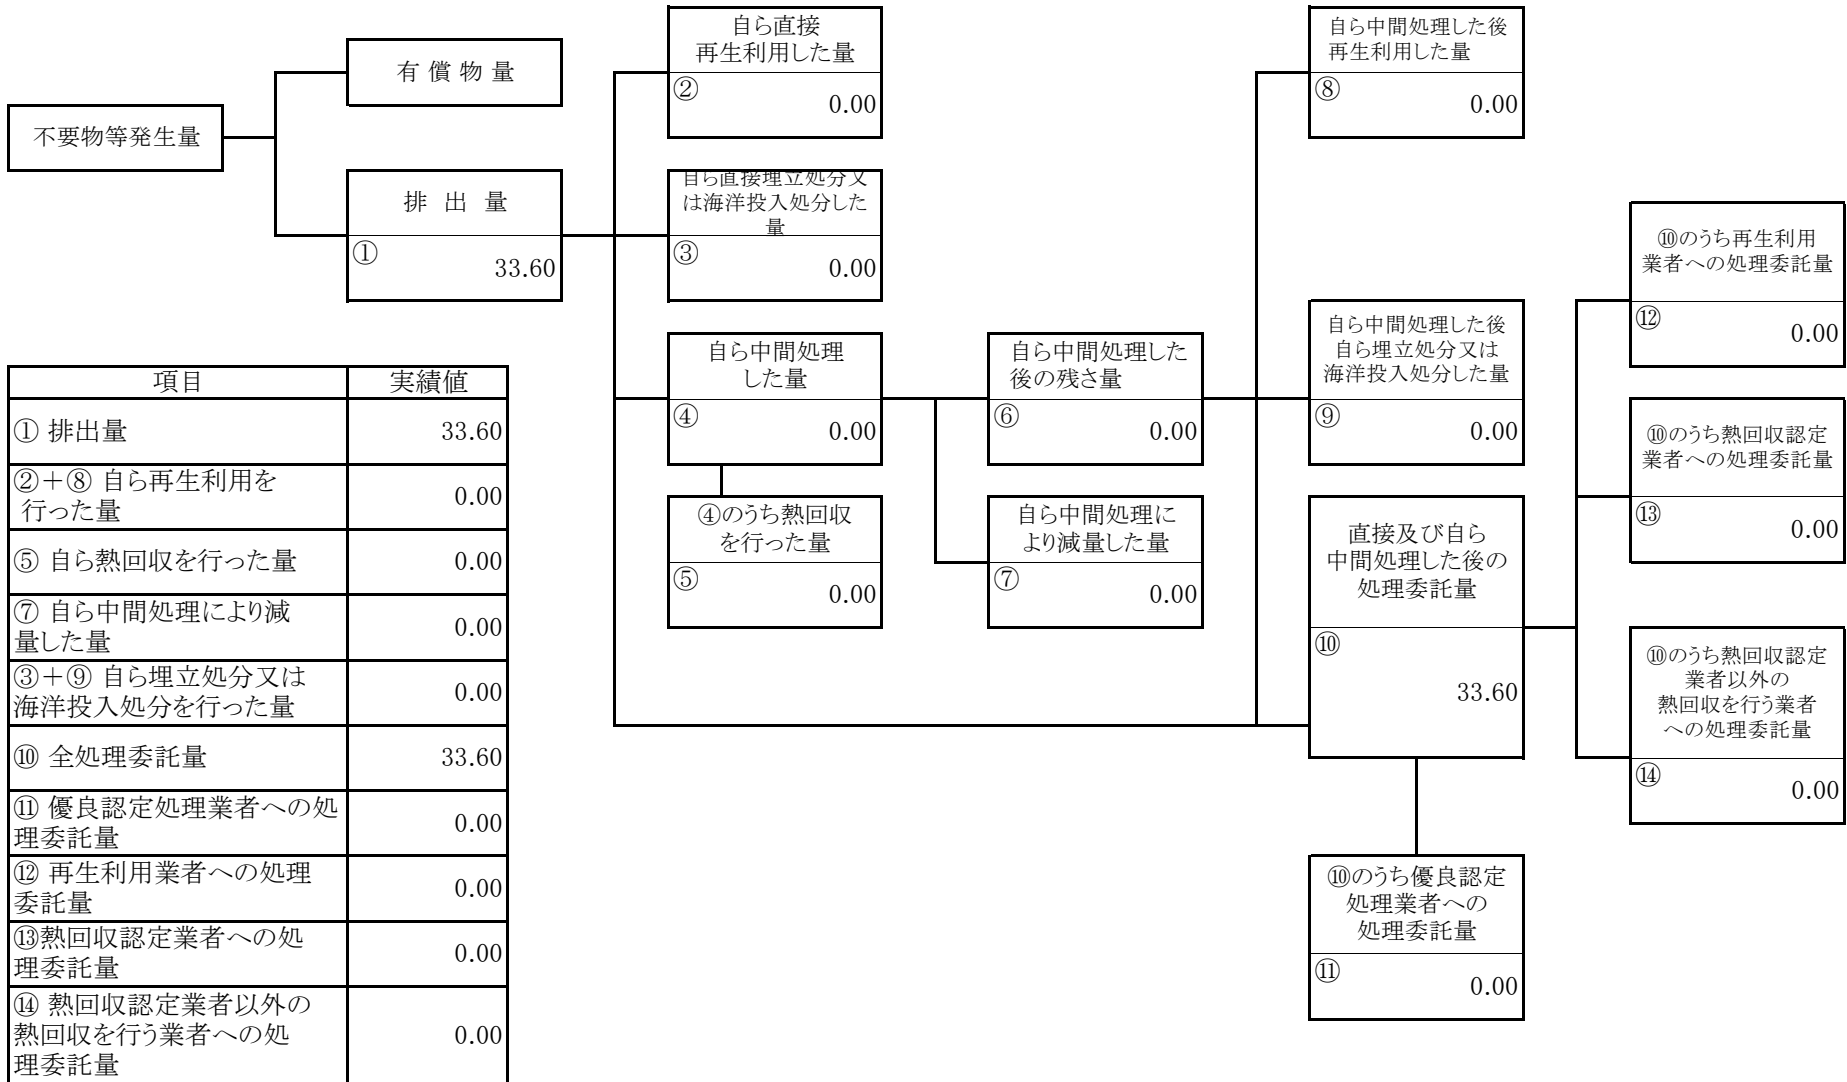 不要物等発生量
有 償 物 量
排 出 量
①
33.60
自ら直接
再生利用した量
②
0.00
自ら直接埋立処分又
は海洋投入処分した
量
③
0.00
自ら中間処理
した量
④
0.00
④のうち熱回収
を行った量
⑤
0.00
自ら中間処理した
後の残さ量
⑥
0.00
自ら中間処理に
より減量した量
⑦
0.00
自ら中間処理した後
再生利用した量
⑧
0.00
自ら中間処理した後
自ら埋立処分又は
海洋投入処分した量
⑨
0.00
直接及び自ら
中間処理した後の
処理委託量
⑩
33.60
⑩のうち優良認定
処理業者への
処理委託量
⑪
0.00
⑩のうち再生利用
業者への処理委託量
⑫
0.00
⑩のうち熱回収認定
業者への処理委託量
⑬
0.00
⑩のうち熱回収認定
業者以外の
熱回収を行う業者
への処理委託量
⑭
0.00
項目 実績値
① 排出量 33.60
②＋⑧ 自ら再生利用を
行った量 0.00
⑤ 自ら熱回収を行った量 0.00
⑦ 自ら中間処理により減
量した量 0.00
③＋⑨ 自ら埋立処分又は
海洋投入処分を行った量 0.00
⑩ 全処理委託量 33.60
⑪ 優良認定処理業者への処
理委託量 0.00
⑫ 再生利用業者への処理
委託量 0.00
⑬熱回収認定業者への処
理委託量 0.00
⑭ 熱回収認定業者以外の
熱回収を行う業者への処
理委託量 0.00